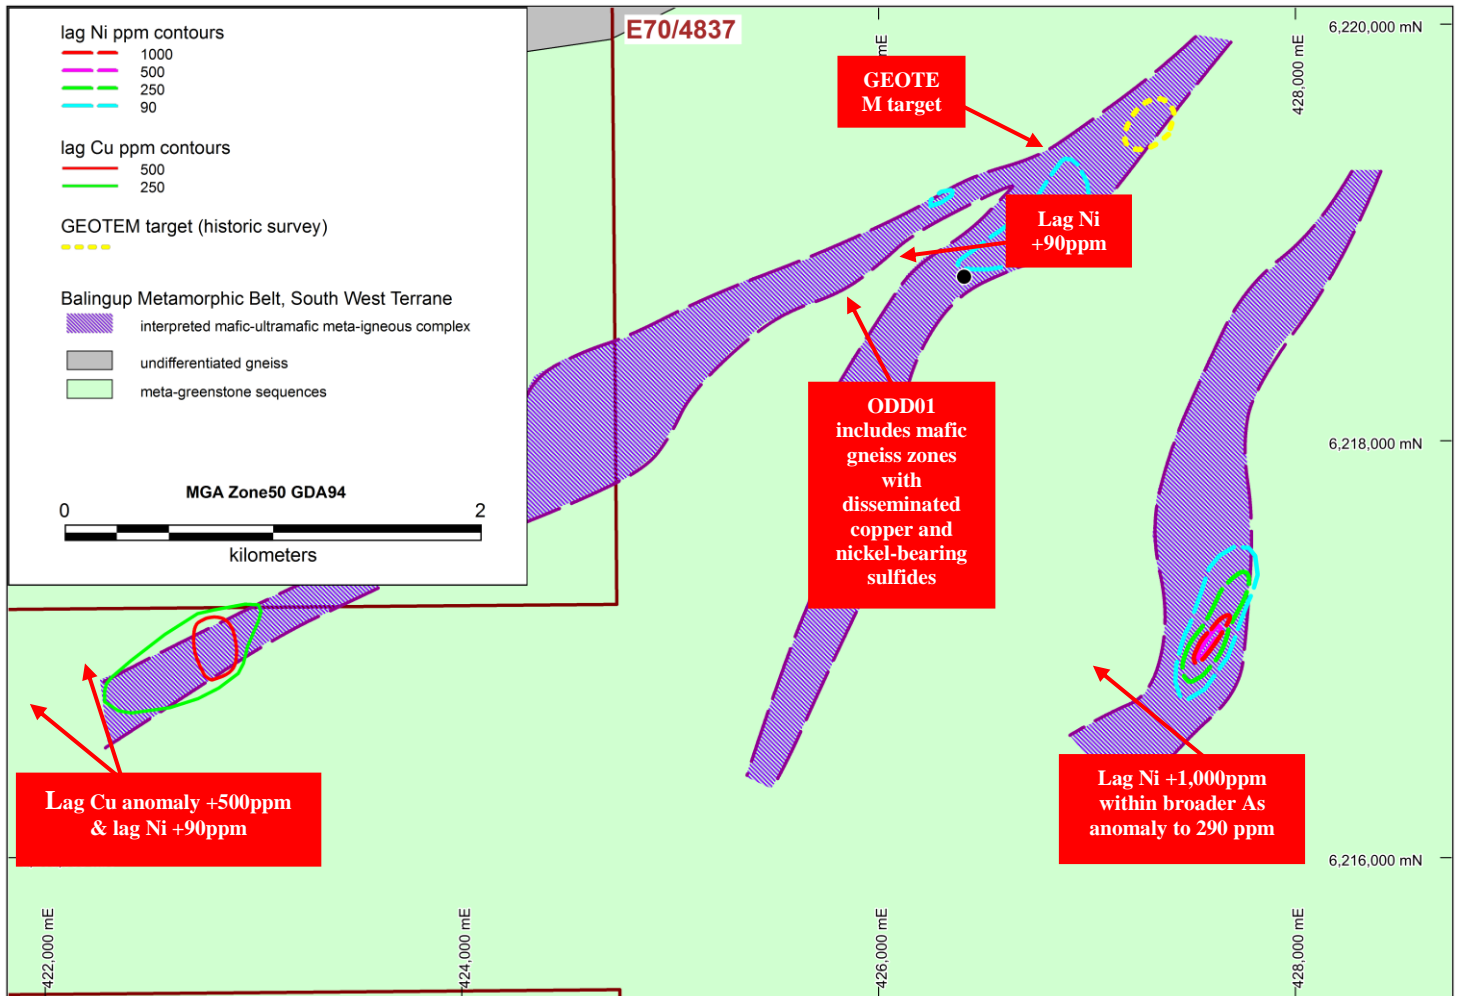 lag Ni ppm contours
1000
500
250
90
lag Cu ppm contours
500
250
GEOTEM target (historic survey)
Balingup Metamorphic Belt, South West Terrane
interpreted mafic-ultramafic meta-igneous complex
undifferentiated gneiss
meta-greenstone sequences
MGA Zone50 GDA94
0 2
kilometers
E70/4837
mE
428,000 mE
6,220,000 mN
GEOTE
M target
Lag Ni
+90ppm
ODD01
includes mafic
gneiss zones
with
disseminated
copper and
nickel-bearing
sulfides
6,218,000 mN
Lag Cu anomaly +500ppm
& lag Ni +90ppm
Lag Ni +1,000ppm
within broader As
anomaly to 290 ppm
6,216,000 mN
422,000 mE
424,000 mE
426,000 mE
428,000 mE